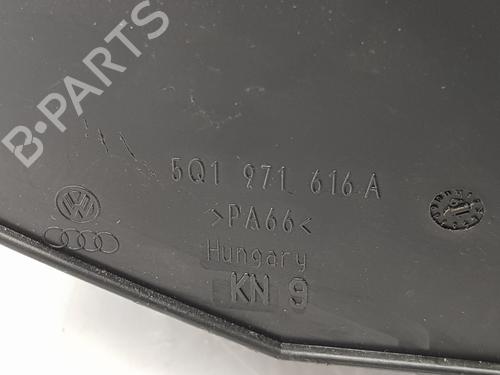 B-PARTS
5Q1 971 616 A
>PA66<
Hungary
KN 9